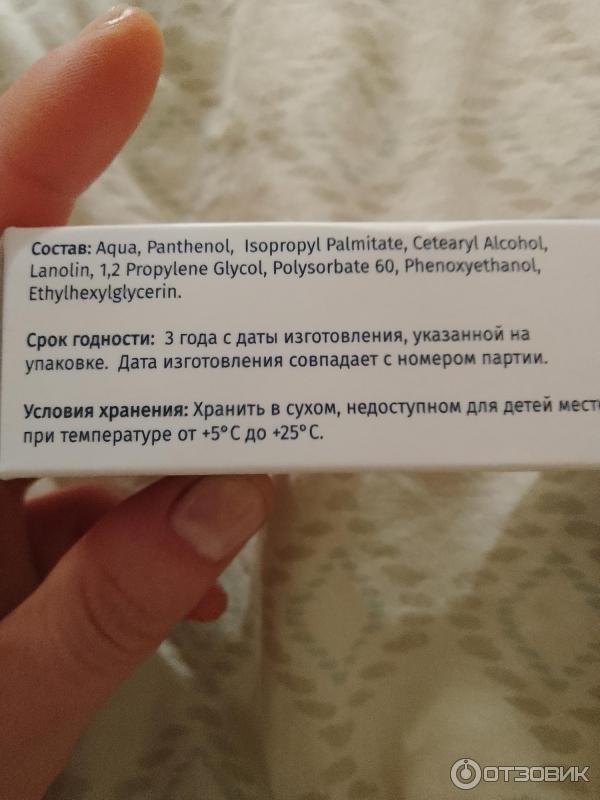 Состав: Aqua, Panthenol, Isopropyl Palmitate, Cetearyl Alcohol,
Lanolin, 1,2 Propylene Glycol, Polysorbate 60, Phenoxyethanol,
Ethylhexylglycerin.
Срок годности: 3 года с даты изготовления, указанной на
упаковке. Дата изготовления совпадает с номером партии.
Условия хранения: Хранить в сухом, недоступном для детей мест
при температуре от +5°C до +25°C.
ОТЗОВИК